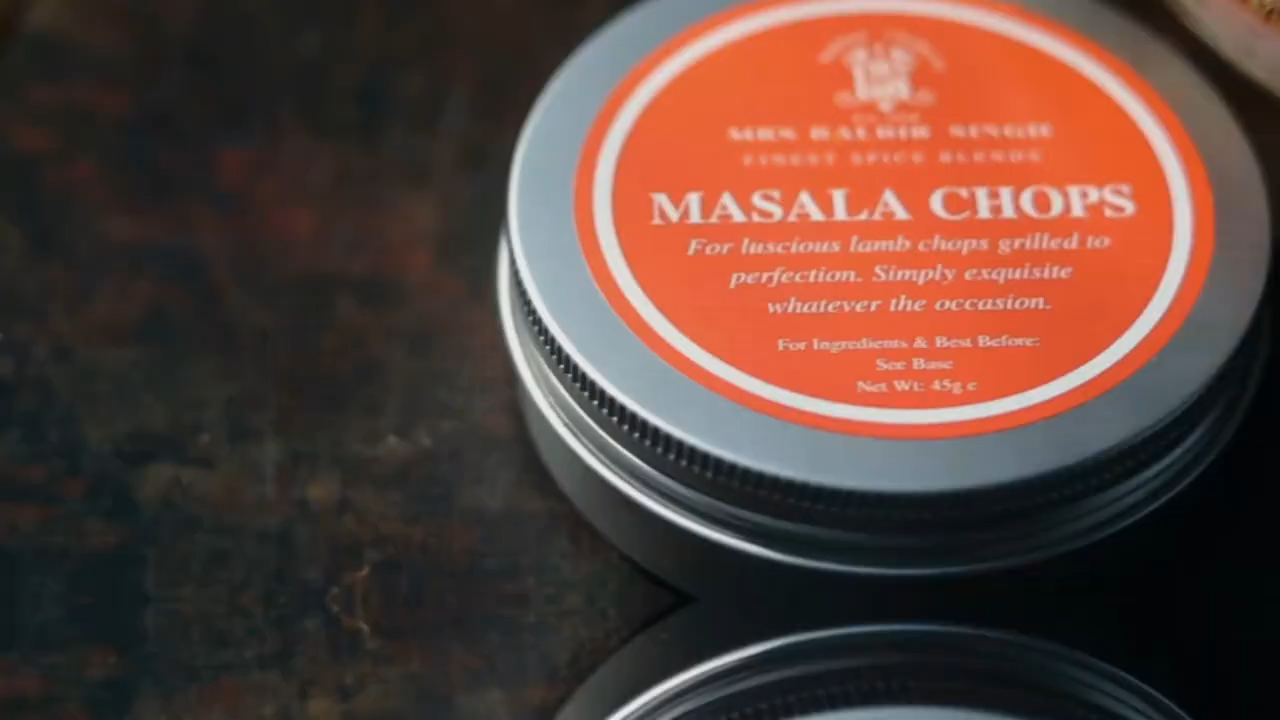 MRS BALBIR SINGH
FINEST SPICE BLENDS
MASALA CHOPS
For luscious lamb chops grilled to
perfection. Simply exquisite
whatever the occasion.
For Ingredients & Best Before:
See Base
Net Wt: 45g e